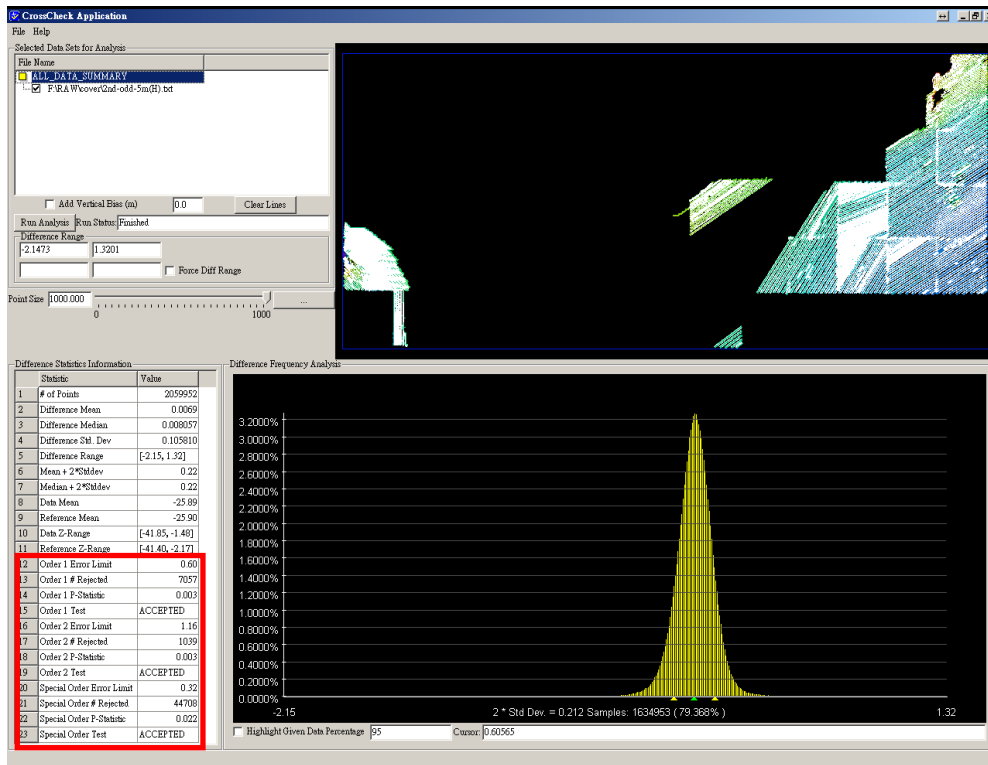 CrossCheck Application
File Help
Selected Data Sets for Analysis
File Name
ALL_DATA_SUMMARY
F:\RAW\cover\2nd-odd-5m(H).txt
Add Vertical Bias (m) 0.0 Clear Lines
Run Analysis Run Status: Finished
Difference Range
-2.1473 1.3201
Force Diff Range
Point Size 1000.000 ...
0 1000
Difference Statistics Information
Statistic Value
1 # of Points 2059952
2 Difference Mean 0.0069
3 Difference Median 0.008057
4 Difference Std. Dev 0.105810
5 Difference Range [-2.15, 1.32]
6 Mean + 2*Stddev 0.22
7 Median + 2*Stddev 0.22
8 Data Mean -25.89
9 Reference Mean -25.90
10 Data Z-Range [-41.85, -1.48]
11 Reference Z-Range [-41.40, -2.17]
12 Order 1 Error Limit 0.60
13 Order 1 # Rejected 7057
14 Order 1 P-Statistic 0.003
15 Order 1 Test ACCEPTED
16 Order 2 Error Limit 1.16
17 Order 2 # Rejected 1039
18 Order 2 P-Statistic 0.003
19 Order 2 Test ACCEPTED
20 Special Order Error Limit 0.32
21 Special Order # Rejected 44708
22 Special Order P-Statistic 0.022
23 Special Order Test ACCEPTED
Difference Frequency Analysis
3.2000%
3.0000%
2.8000%
2.6000%
2.4000%
2.2000%
2.0000%
1.8000%
1.6000%
1.4000%
1.2000%
1.0000%
0.8000%
0.6000%
0.4000%
0.2000%
0.0000%
-2.15 2 * Std Dev. = 0.212 Samples: 1634953 ( 79.368% ) 1.32
Highlight Given Data Percentage 95 Cursor: 0.60565